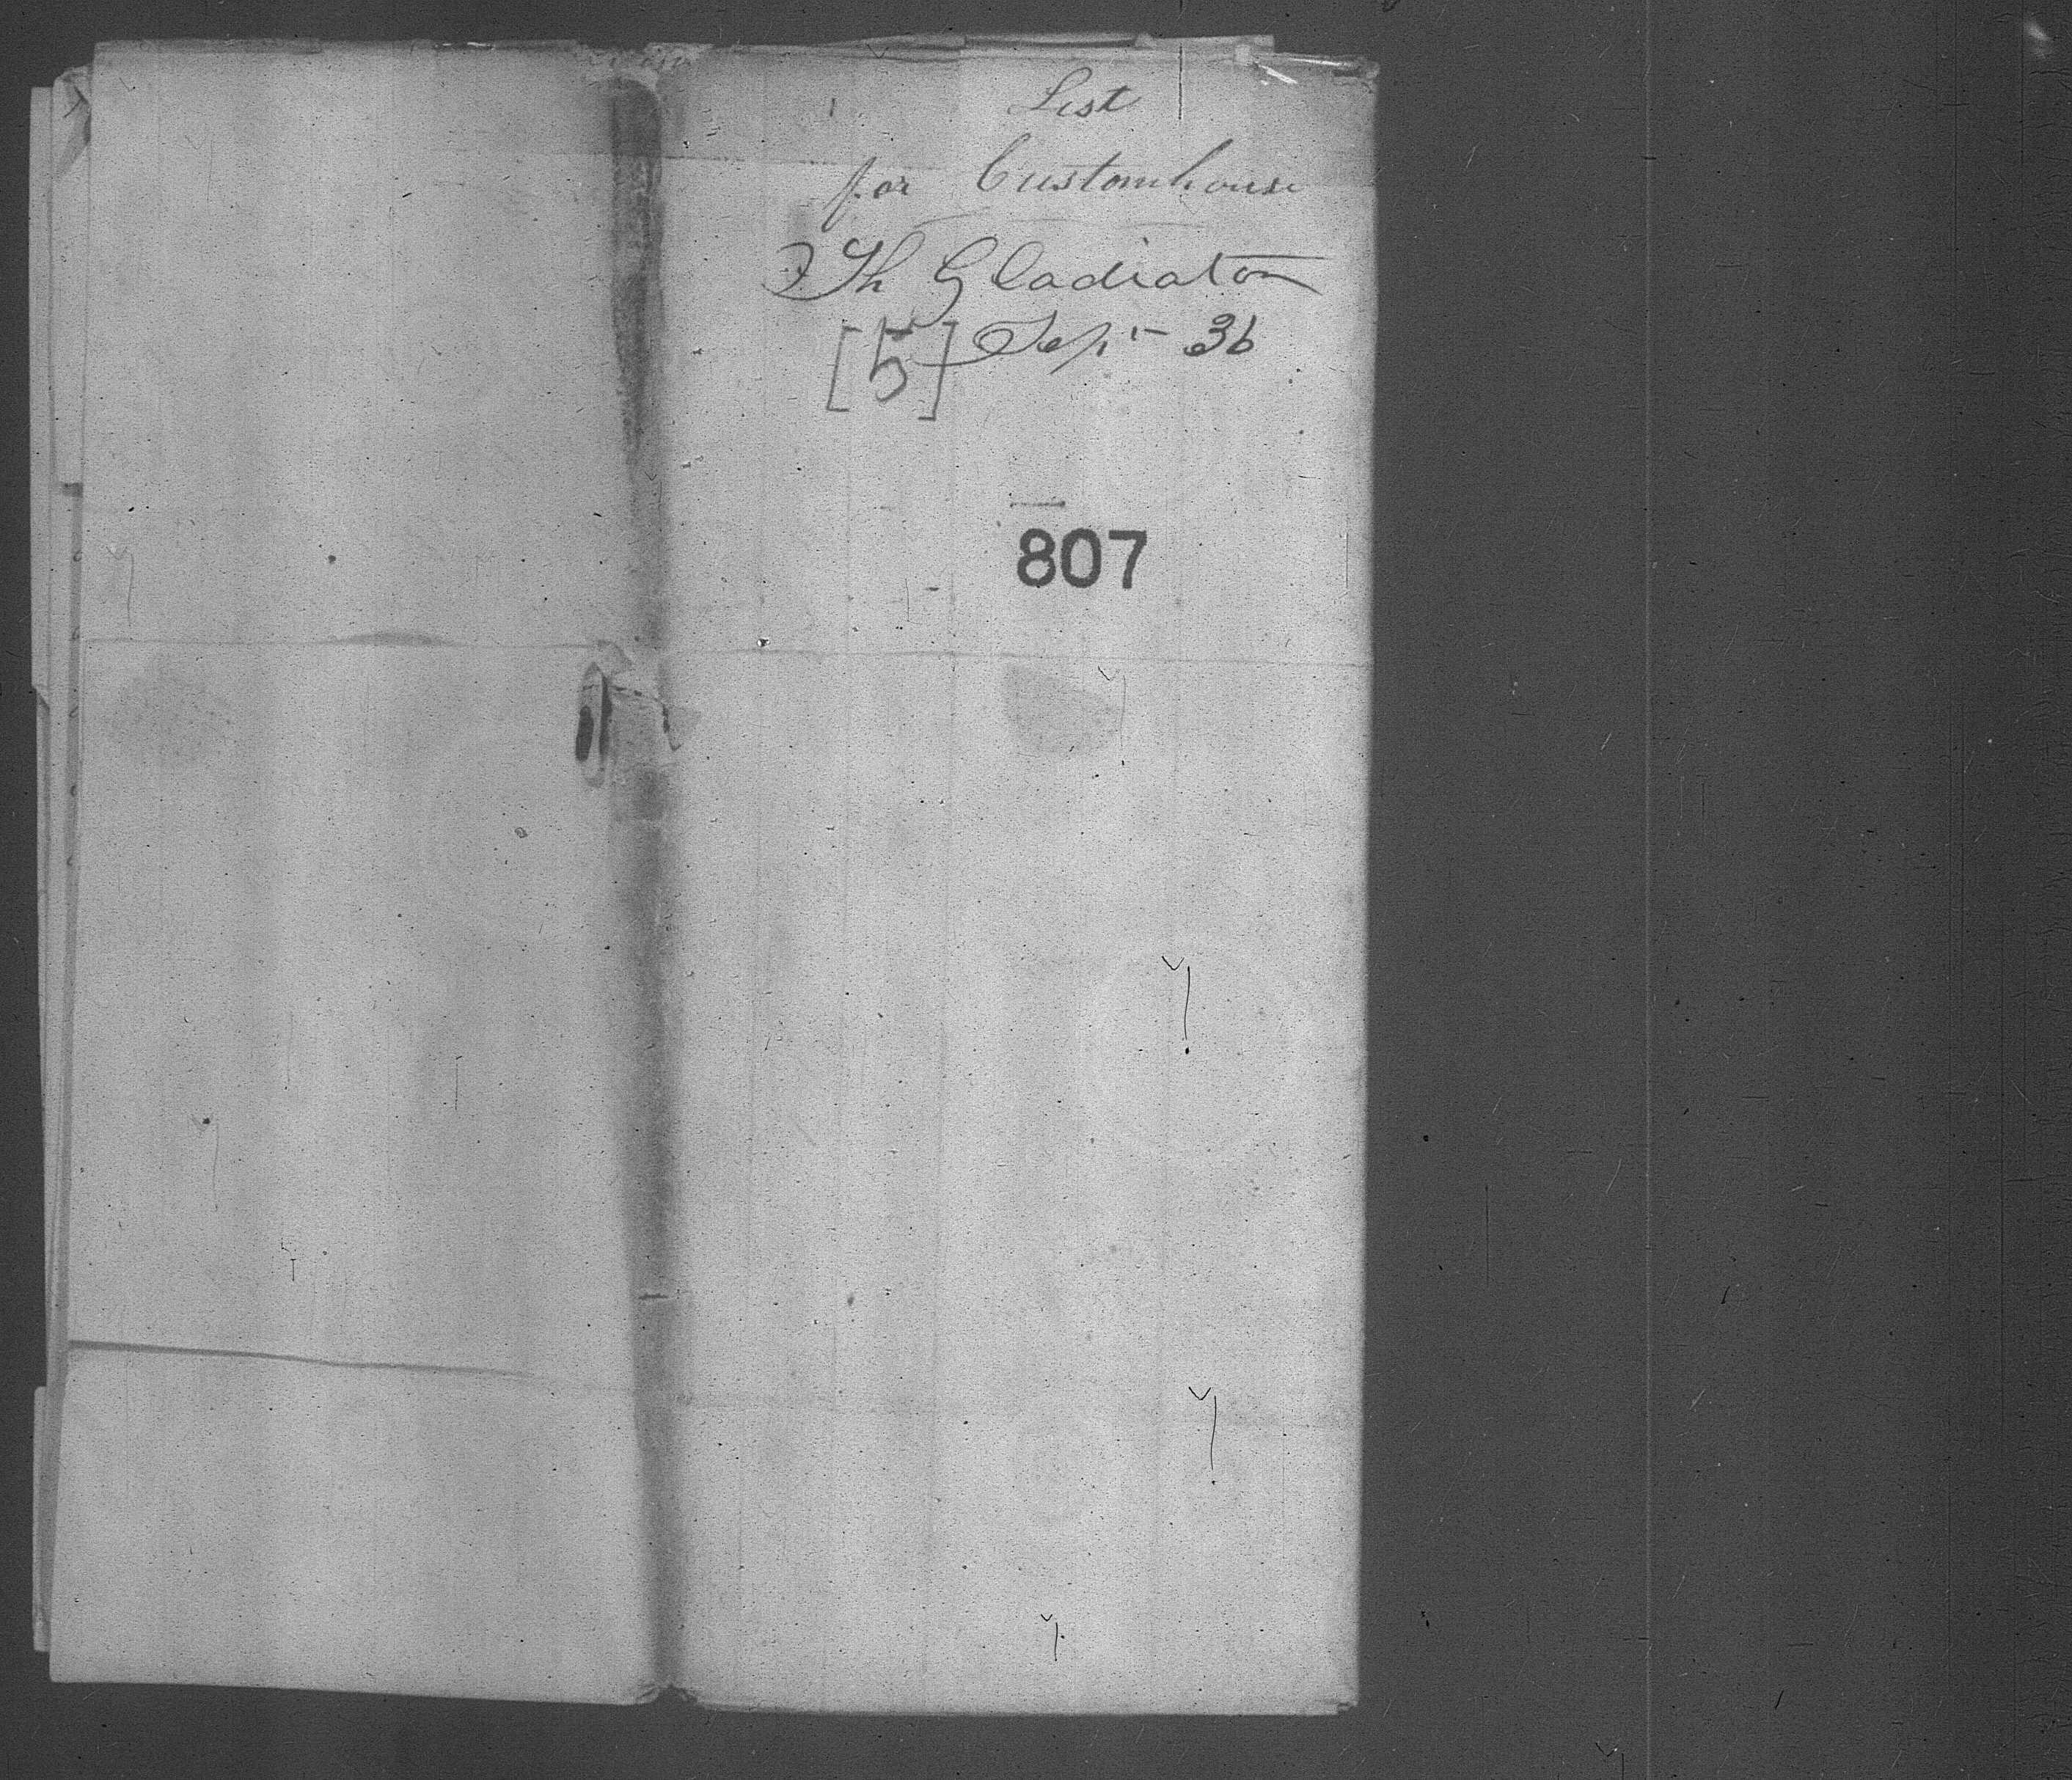 List
for Customhouse
Sh Gladiator
[5] Sep 36
807